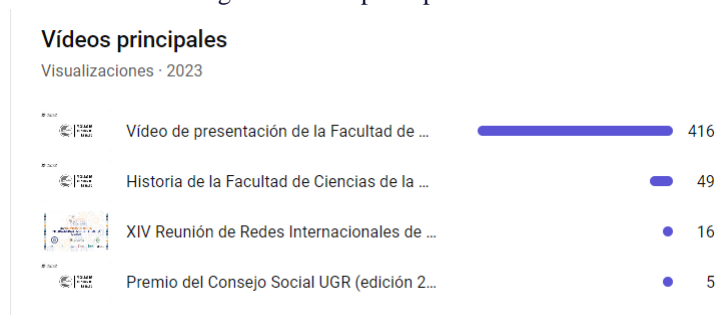 Vídeos principales
Visualizaciones · 2023
Vídeo de presentación de la Facultad de ... 416
Historia de la Facultad de Ciencias de la ... 49
XIV Reunión de Redes Internacionales de ... 16
Premio del Consejo Social UGR (edición 2... 5